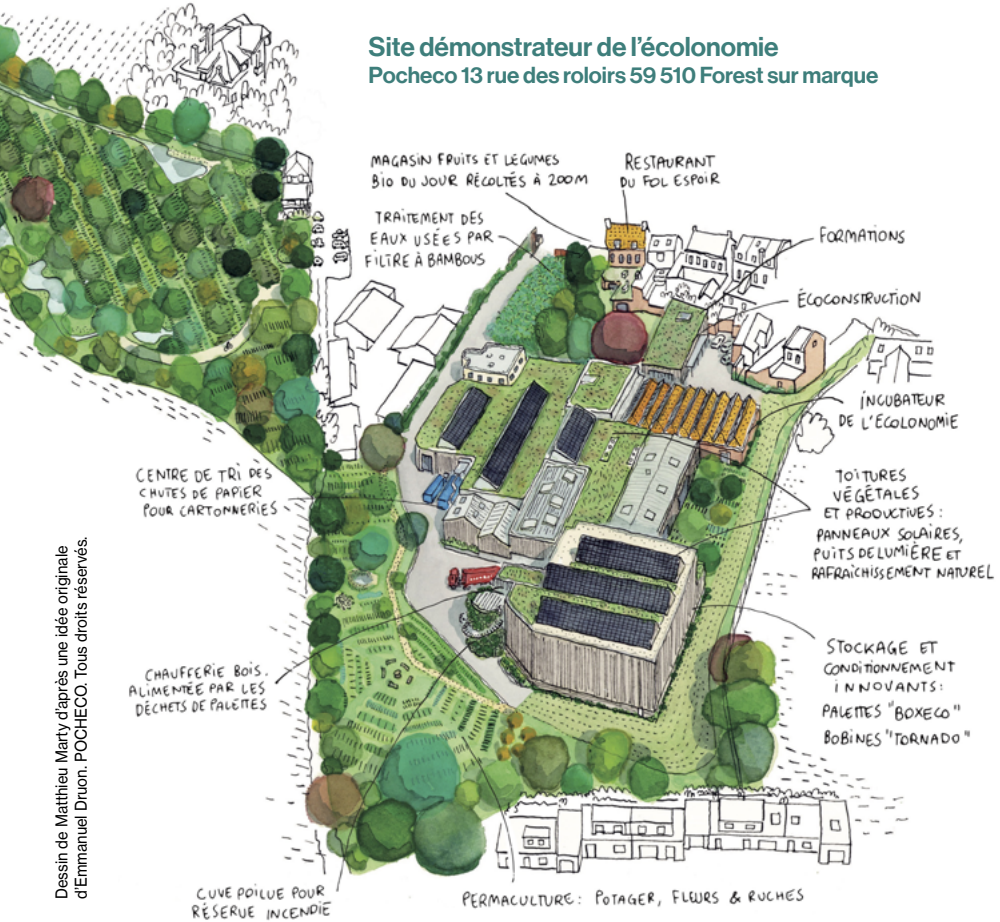 Site démonstrateur de l'écolonomie
Pocheco 13 rue des roloirs 59 510 Forest sur marque
MAGASIN FRUITS ET LÉGUMES
BIO DU JOUR RÉCOLTÉS À 200M
RESTAURANT
DU FOL ESPOIR
TRAITEMENT DES
EAUX USÉES PAR
FILTRE À BAMBOUS
FORMATIONS
ÉCOCONSTRUCTION
INCUBATEUR
DE L'ÉCOLONOMIE
CENTRE DE TRI DES
CHUTES DE PAPIER
POUR CARTONNERIES
TOITURES
VÉGÉTALES
ET PRODUCTIVES :
PANNEAUX SOLAIRES,
PUITS DE LUMIÈRE ET
RAFRAÎCHISSEMENT NATUREL
CHAUFFERIE BOIS.
ALIMENTÉE PAR LES
DÉCHETS DE PALETTES
STOCKAGE ET
CONDITIONNEMENT
INNOVANTS :
PALETTES "BOXECO"
BOBINES "TORNADO"
CUVE POILUE POUR
RÉSERVE INCENDIE
PERMACULTURE : POTAGER, FLEURS & RUCHES
Dessin de Matthieu Marty d'après une idée originale
d'Emmanuel Druon. POCHECO. Tous droits réservés.